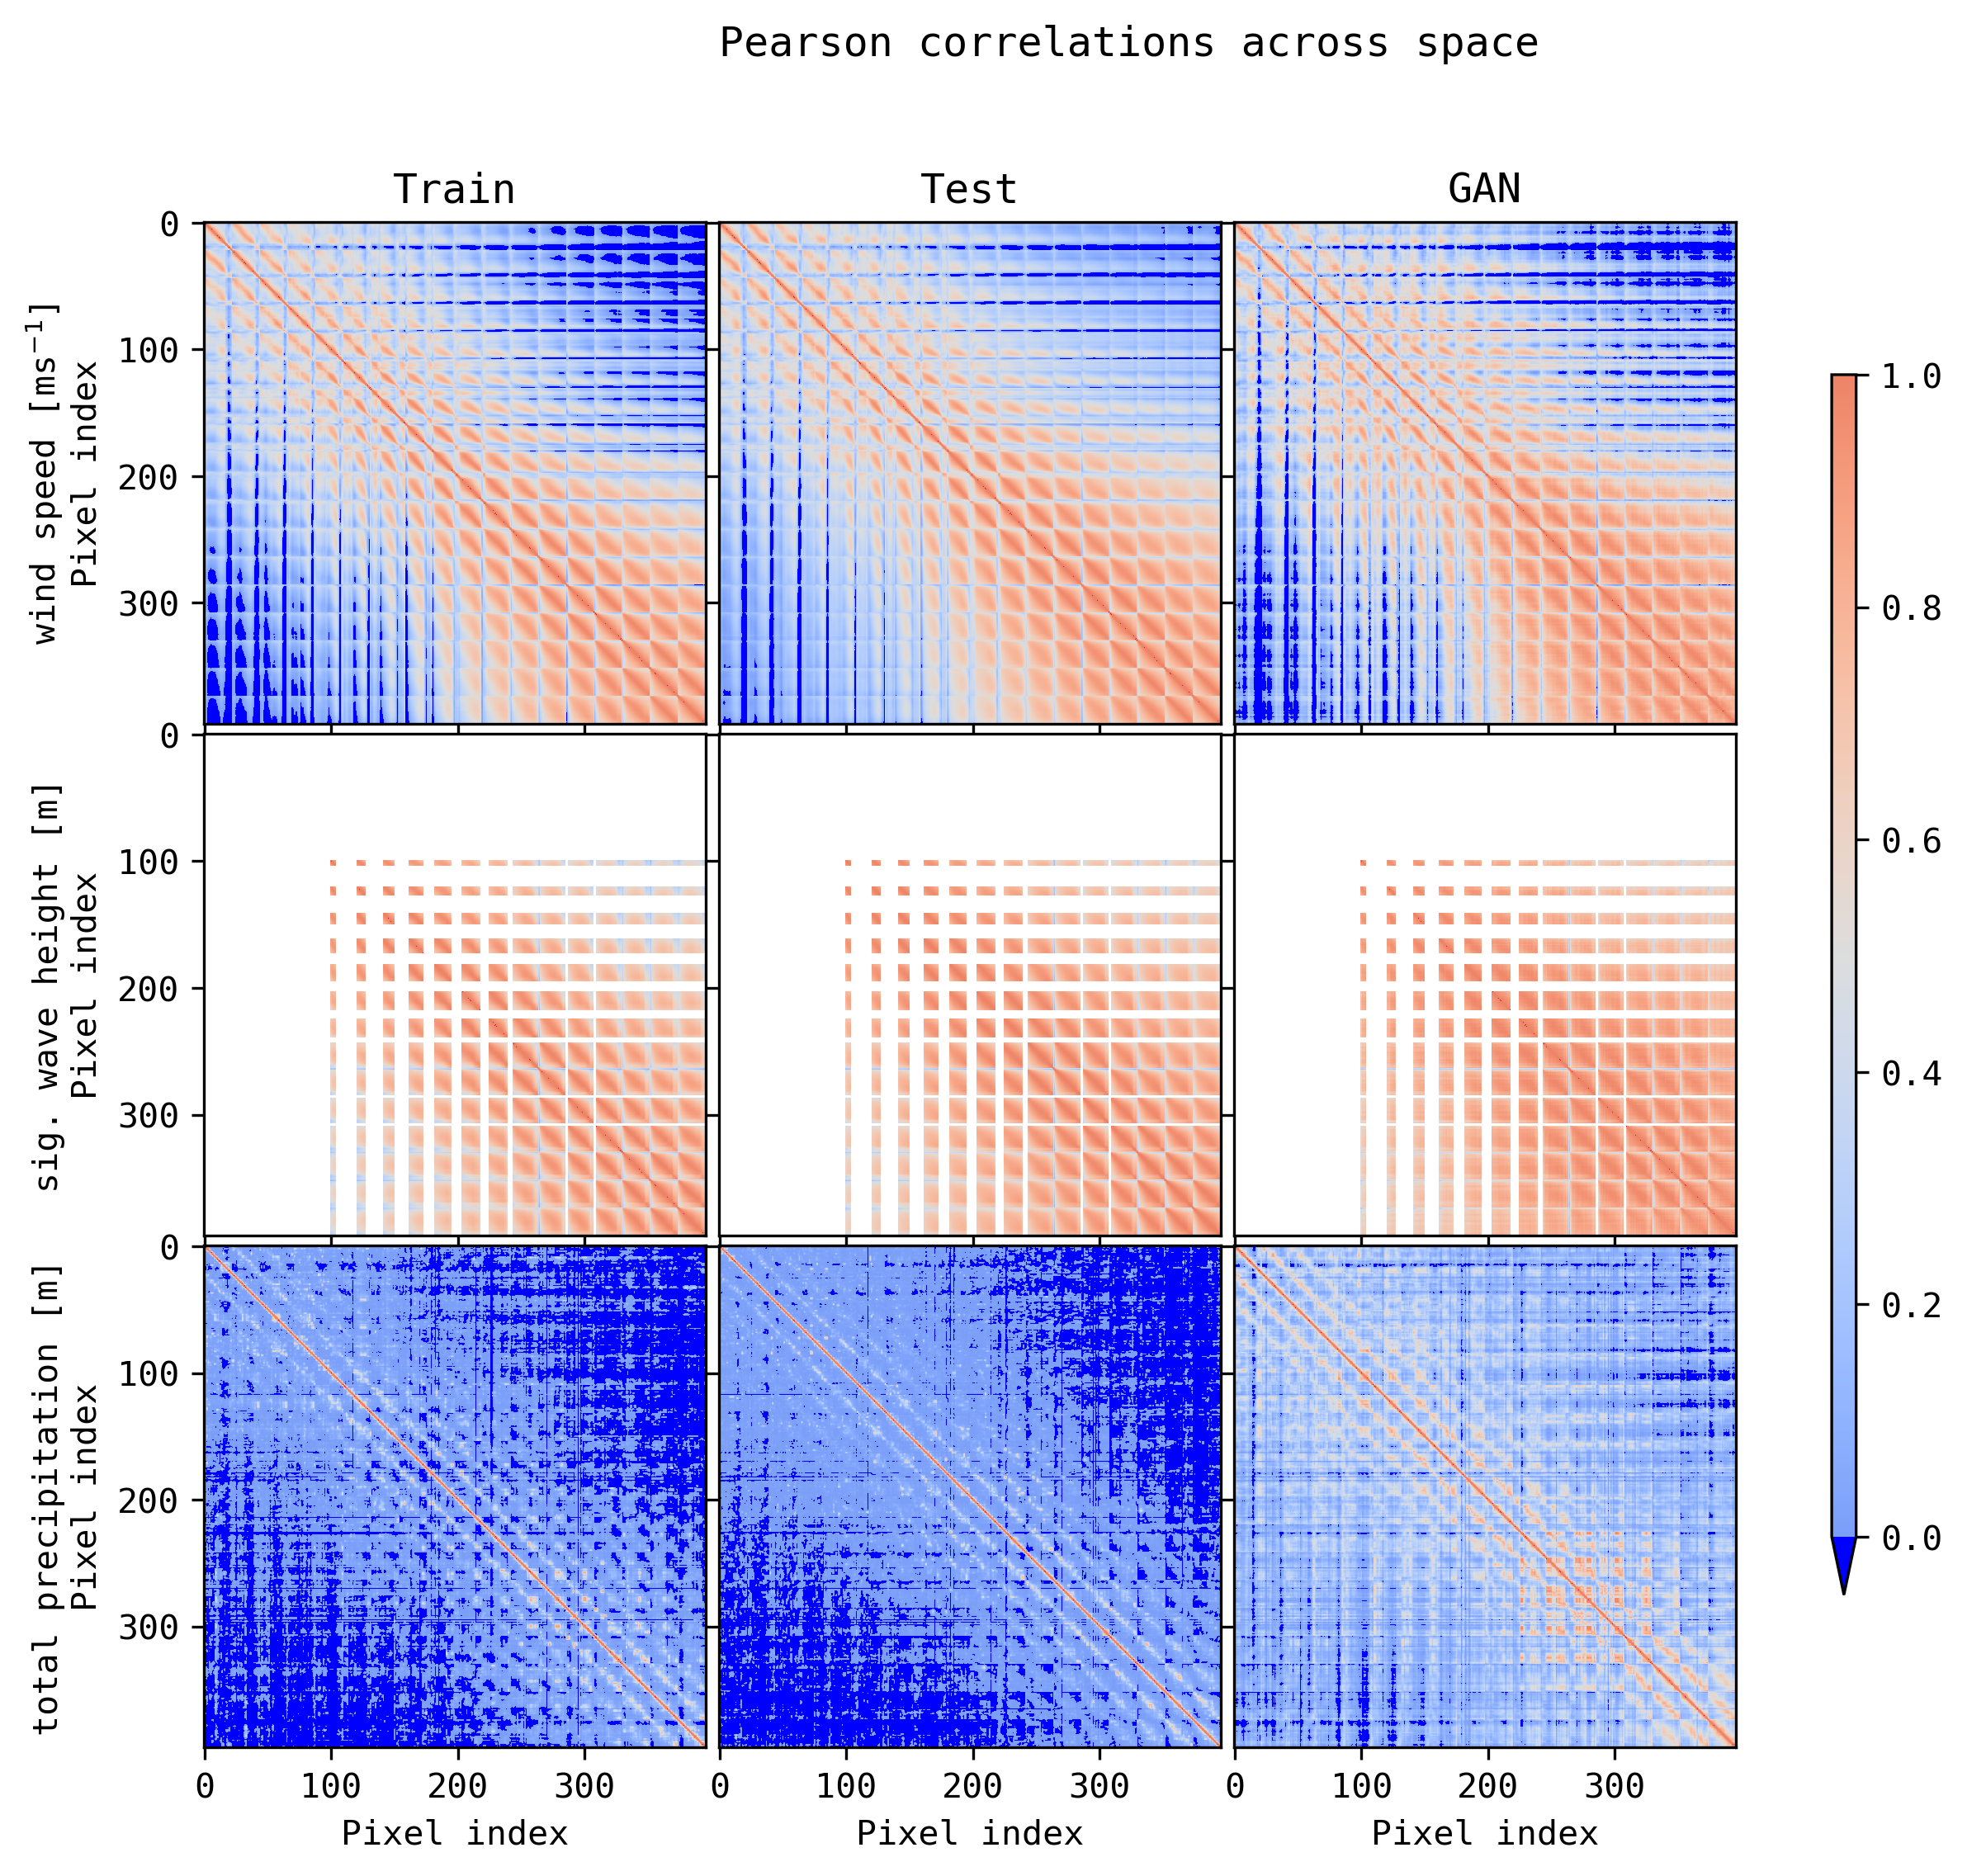 Pearson correlations across space
Train
Test
GAN
wind speed [ms⁻¹]
Pixel index
0
100
200
300
sig. wave height [m]
Pixel index
0
100
200
300
total precipitation [m]
Pixel index
0
100
200
300
0 100 200 300
0 100 200 300
0 100 200 300
Pixel index
Pixel index
Pixel index
1.0
0.8
0.6
0.4
0.2
0.0